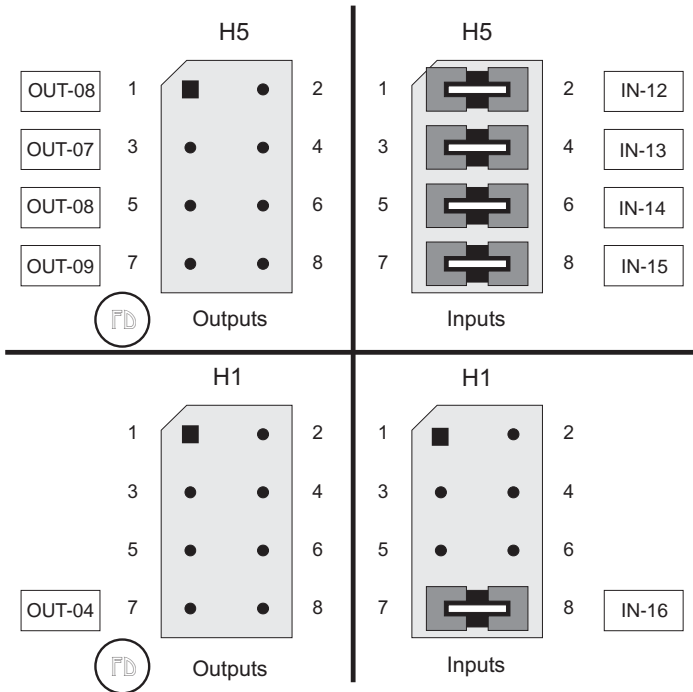 H5 H5
OUT-08 1 2 1 2 IN-12
OUT-07 3 4 3 4 IN-13
OUT-08 5 6 5 6 IN-14
OUT-09 7 8 7 8 IN-15
FD Outputs Inputs
H1 H1
1 2 1 2
3 4 3 4
5 6 5 6
OUT-04 7 8 7 8 IN-16
FD Outputs Inputs